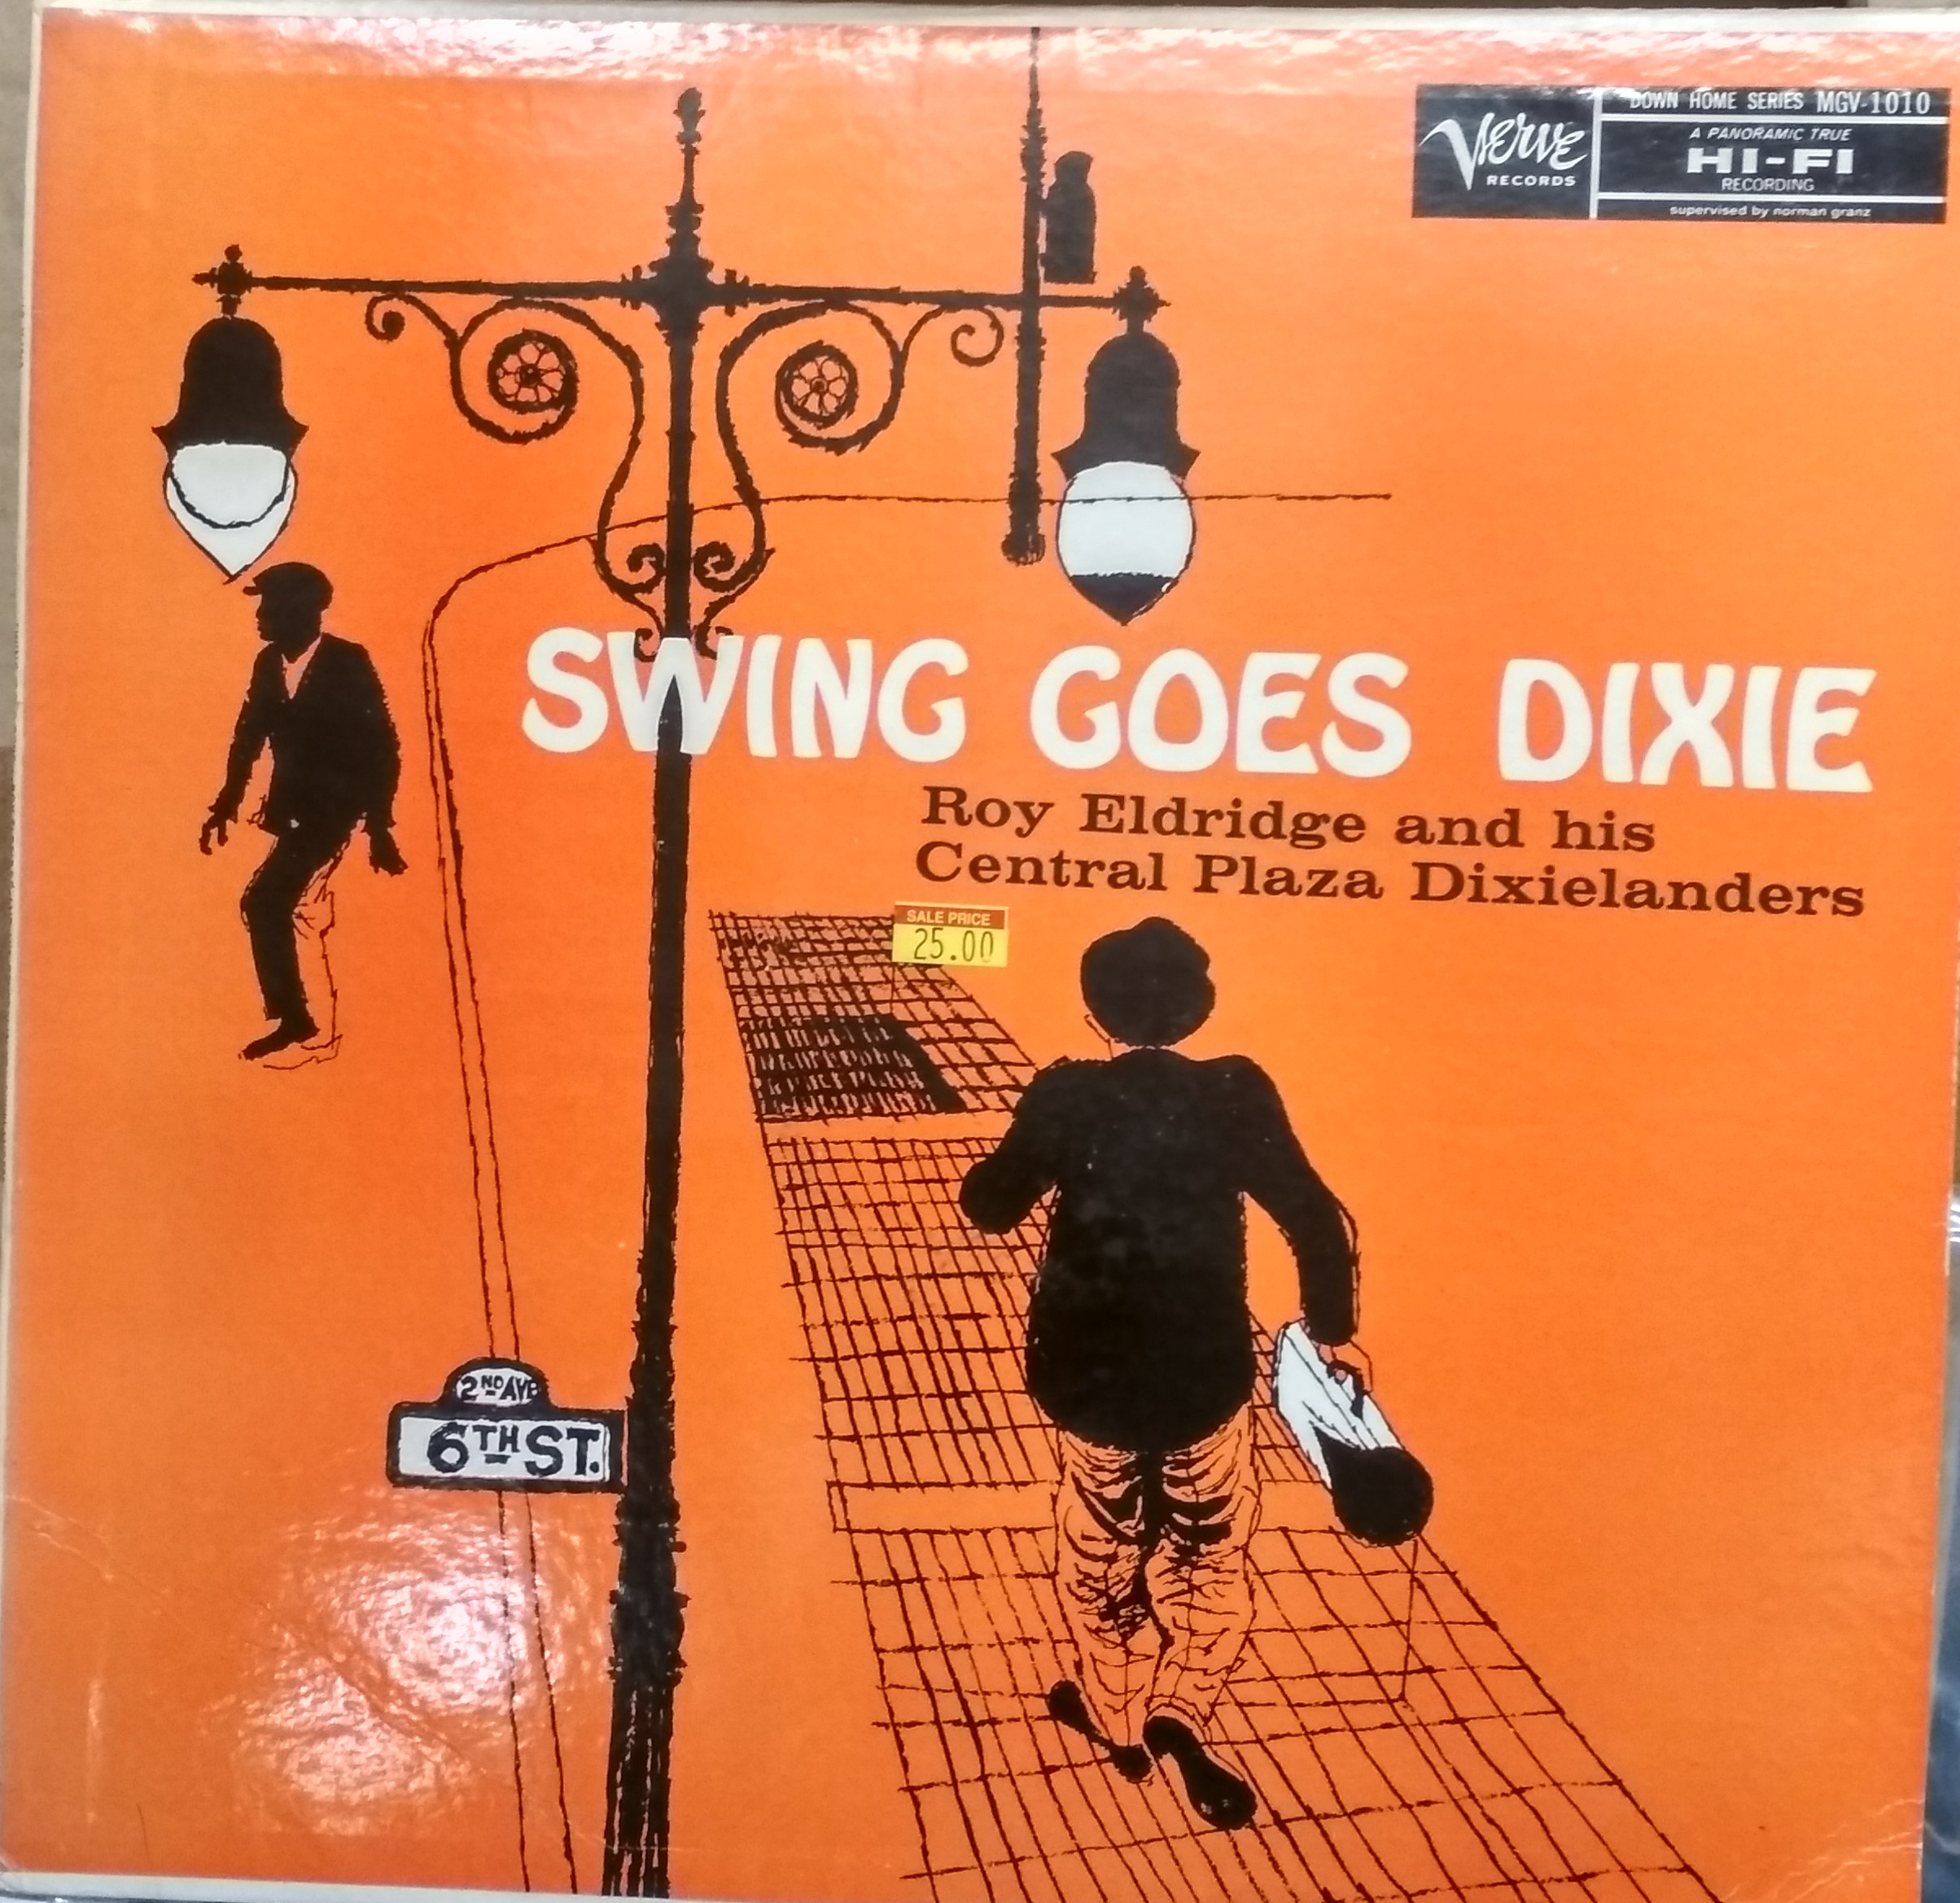 Verve
RECORDS
DOWN HOME SERIES MGV-1010
A PANORAMIC TRUE
HI-FI
RECORDING
supervised by norman granz
SWING GOES DIXIE
Roy Eldridge and his
Central Plaza Dixielanders
SALE PRICE
25.00
2ND AVE
6TH ST.